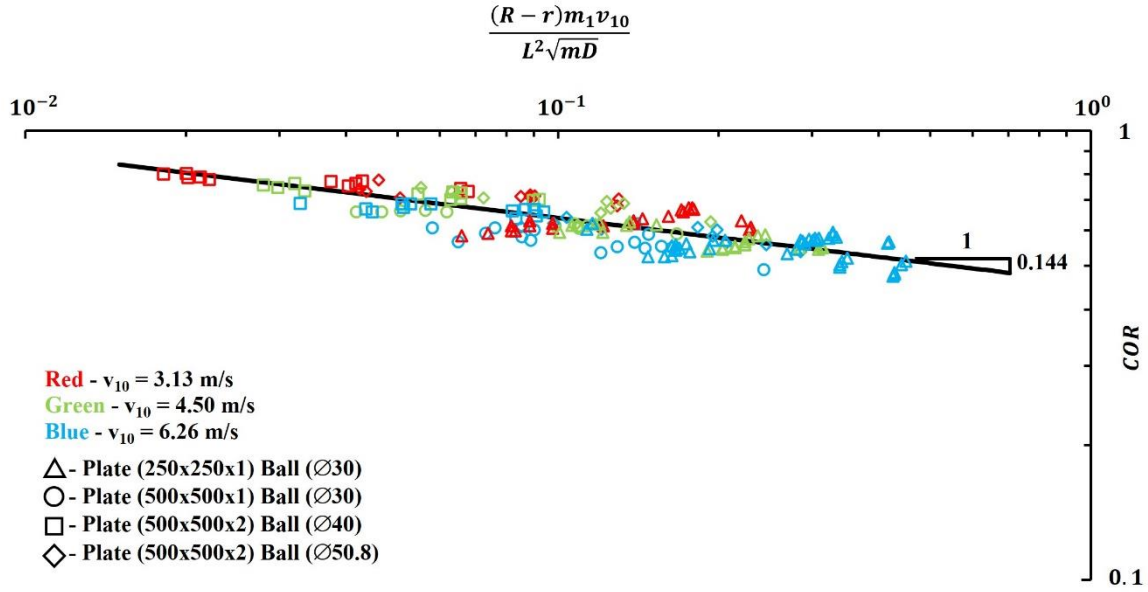 (R − r)m₁v₁₀
L²√mD
10⁻² 10⁻¹ 10⁰
1
1
0.144
COR
Red - v₁₀ = 3.13 m/s
Green - v₁₀ = 4.50 m/s
Blue - v₁₀ = 6.26 m/s
△ - Plate (250x250x1) Ball (∅30)
○ - Plate (500x500x1) Ball (∅30)
□ - Plate (500x500x2) Ball (∅40)
◇ - Plate (500x500x2) Ball (∅50.8)
0.1